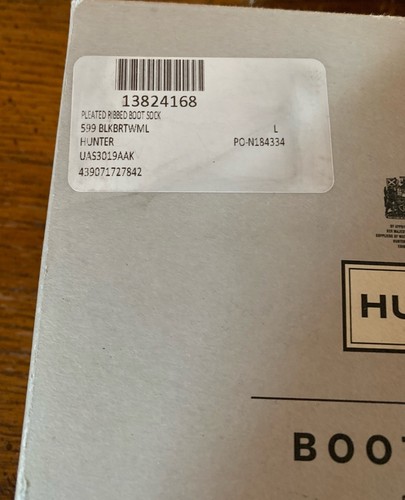 13824168
PLEATED RIBBED BOOT SOCK
599 BLKBRTWML L
HUNTER PO-N184334
UAS3019AAK
439071727842
HU
BOOT